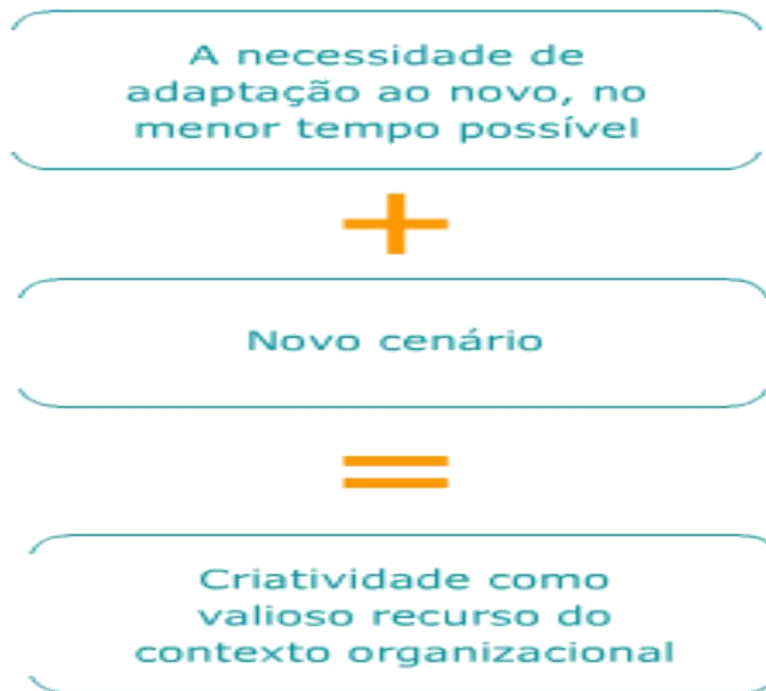 A necessidade de
adaptação ao novo, no
menor tempo possível
+
Novo cenário
=
Criatividade como
valioso recurso do
contexto organizacional